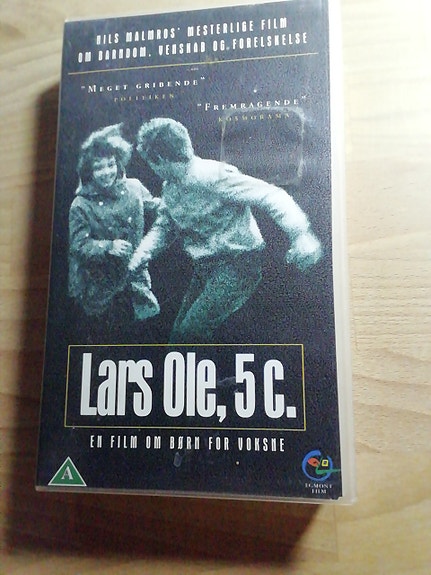 NILS MALMROS' MESTERLIGE FILM
OM BARNDOM, VENSKAB OG FORELSKELSE
"MEGET GRIBENDE"
POLITIKEN
"FREMRAGENDE"
KOSMORAMA
Lars Ole, 5 c.
EN FILM OM BØRN FOR VOKSNE
A
EGMONT
FILM